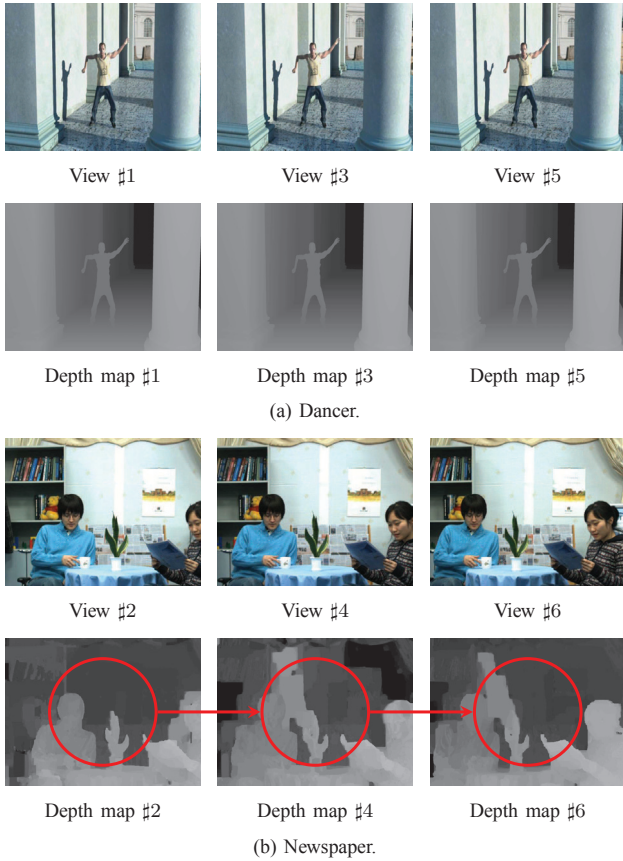 View ♯1 View ♯3 View ♯5
Depth map ♯1 Depth map ♯3 Depth map ♯5
(a) Dancer.
View ♯2 View ♯4 View ♯6
Depth map ♯2 Depth map ♯4 Depth map ♯6
(b) Newspaper.